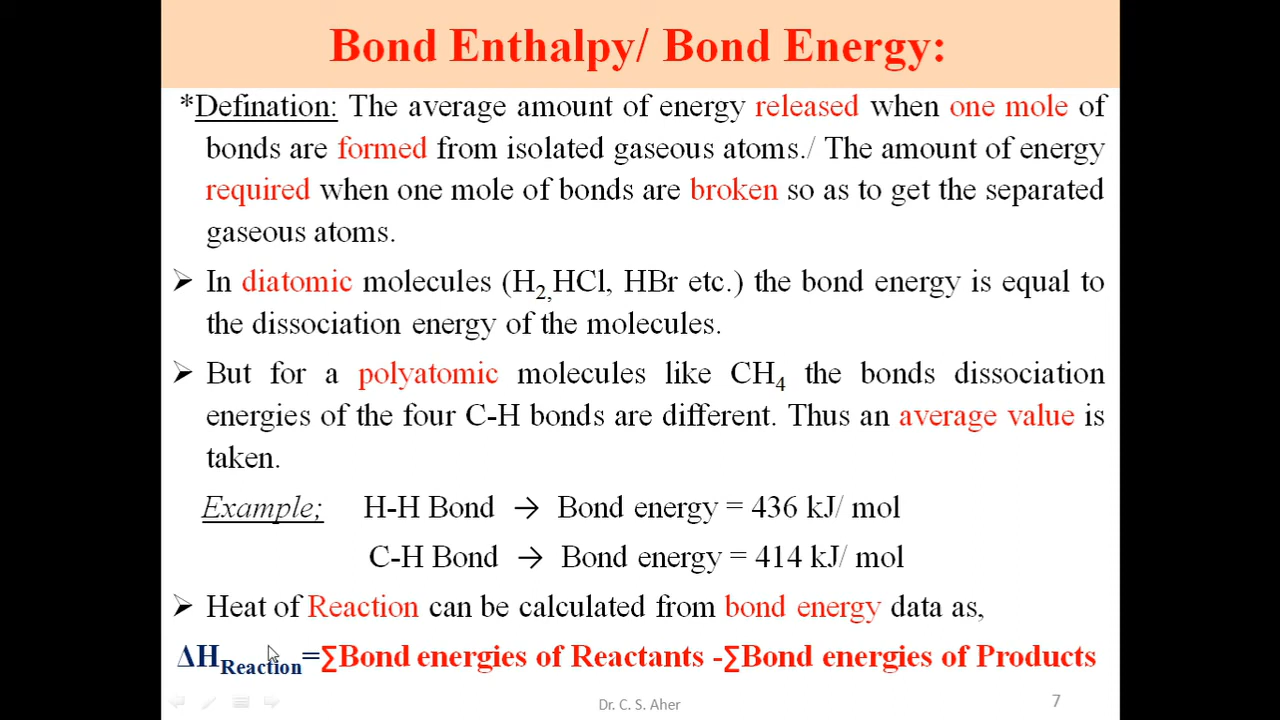 Bond Enthalpy/ Bond Energy:
*Defination: The average amount of energy released when one mole of
bonds are formed from isolated gaseous atoms./ The amount of energy
required when one mole of bonds are broken so as to get the separated
gaseous atoms.
➢ In diatomic molecules (H₂,HCl, HBr etc.) the bond energy is equal to
the dissociation energy of the molecules.
➢ But for a polyatomic molecules like CH₄ the bonds dissociation
energies of the four C-H bonds are different. Thus an average value is
taken.
Example; H-H Bond → Bond energy = 436 kJ/ mol
C-H Bond → Bond energy = 414 kJ/ mol
➢ Heat of Reaction can be calculated from bond energy data as,
ΔHReaction=∑Bond energies of Reactants -∑Bond energies of Products
Dr. C. S. Aher
7